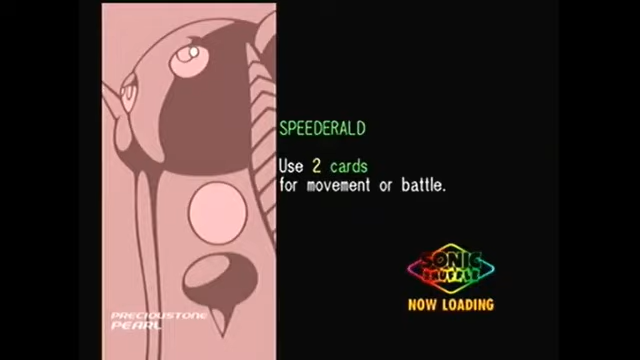 SPEEDERALD
Use 2 cards
for movement or battle.
SONIC
SHUFFLE
NOW LOADING
PRECIOUSTONE
PEARL